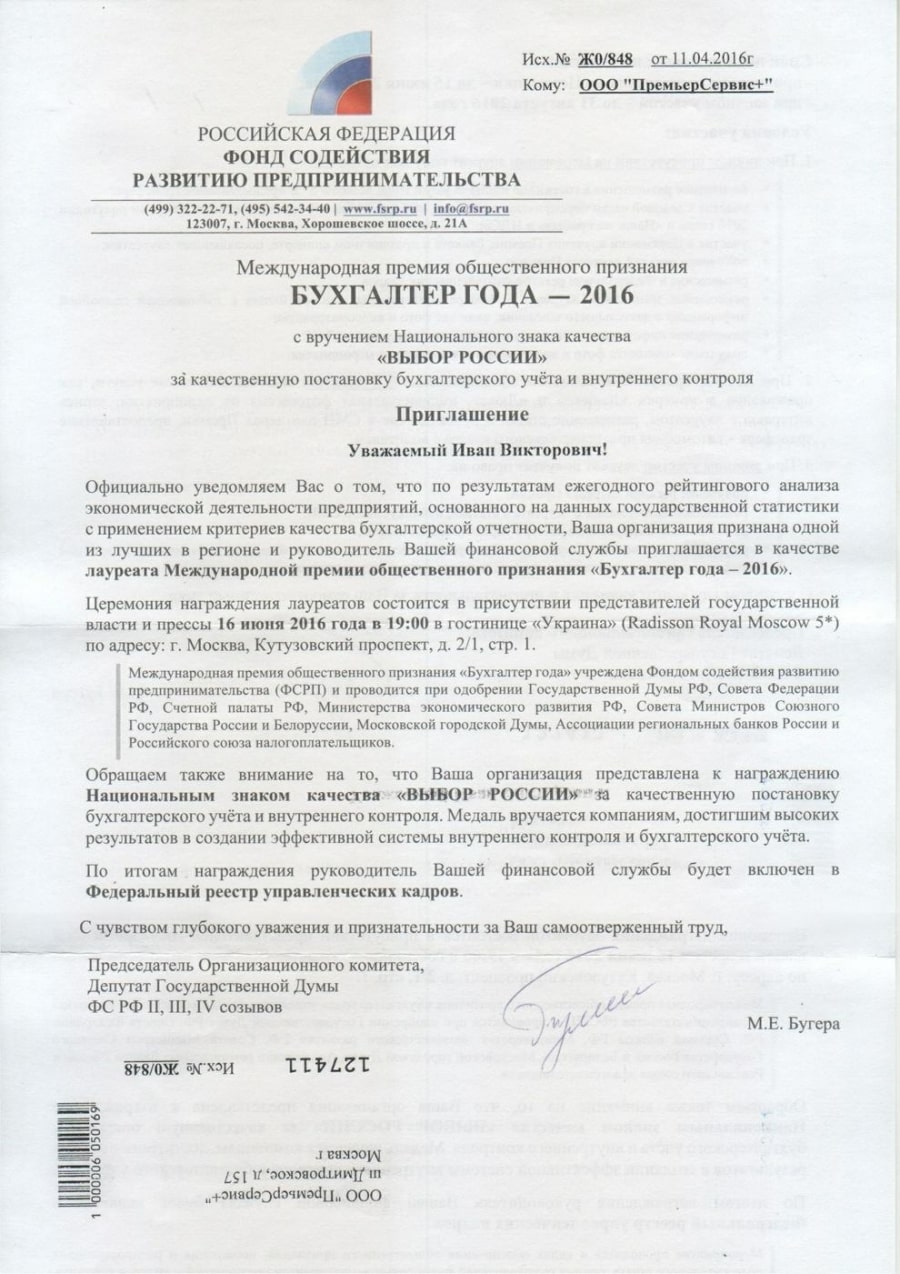 Исх.№ Ж0/848 от 11.04.2016г
Кому: ООО "ПремьерСервис+"
РОССИЙСКАЯ ФЕДЕРАЦИЯ
ФОНД СОДЕЙСТВИЯ
РАЗВИТИЮ ПРЕДПРИНИМАТЕЛЬСТВА
(499) 322-22-71, (495) 542-34-40 | www.fsrp.ru | info@fsrp.ru
123007, г. Москва, Хорошевское шоссе, д. 21А
Международная премия общественного признания
БУХГАЛТЕР ГОДА — 2016
с вручением Национального знака качества
«ВЫБОР РОССИИ»
за качественную постановку бухгалтерского учёта и внутреннего контроля
Приглашение
Уважаемый Иван Викторович!
Официально уведомляем Вас о том, что по результатам ежегодного рейтингового анализа
экономической деятельности предприятий, основанного на данных государственной статистики
с применением критериев качества бухгалтерской отчетности, Ваша организация признана одной
из лучших в регионе и руководитель Вашей финансовой службы приглашается в качестве
лауреата Международной премии общественного признания «Бухгалтер года – 2016».
Церемония награждения лауреатов состоится в присутствии представителей государственной
власти и прессы 16 июня 2016 года в 19:00 в гостинице «Украина» (Radisson Royal Moscow 5*)
по адресу: г. Москва, Кутузовский проспект, д. 2/1, стр. 1.
Международная премия общественного признания «Бухгалтер года» учреждена Фондом содействия развитию
предпринимательства (ФСРП) и проводится при одобрении Государственной Думы РФ, Совета Федерации
РФ, Счетной палаты РФ, Министерства экономического развития РФ, Совета Министров Союзного
Государства России и Белоруссии, Московской городской Думы, Ассоциации региональных банков России и
Российского союза налогоплательщиков.
Обращаем также внимание на то, что Ваша организация представлена к награждению
Национальным знаком качества «ВЫБОР РОССИИ» за качественную постановку
бухгалтерского учёта и внутреннего контроля. Медаль вручается компаниям, достигшим высоких
результатов в создании эффективной системы внутреннего контроля и бухгалтерского учёта.
По итогам награждения руководитель Вашей финансовой службы будет включен в
Федеральный реестр управленческих кадров.
С чувством глубокого уважения и признательности за Ваш самоотверженный труд,
Председатель Организационного комитета,
Депутат Государственной Думы
ФС РФ II, III, IV созывов
М.Е. Бугера
127411 Исх.№ Ж0/848
ООО "ПремьерСервис+"
ш Дмитровское, д 157
Москва г
1 000006 050169